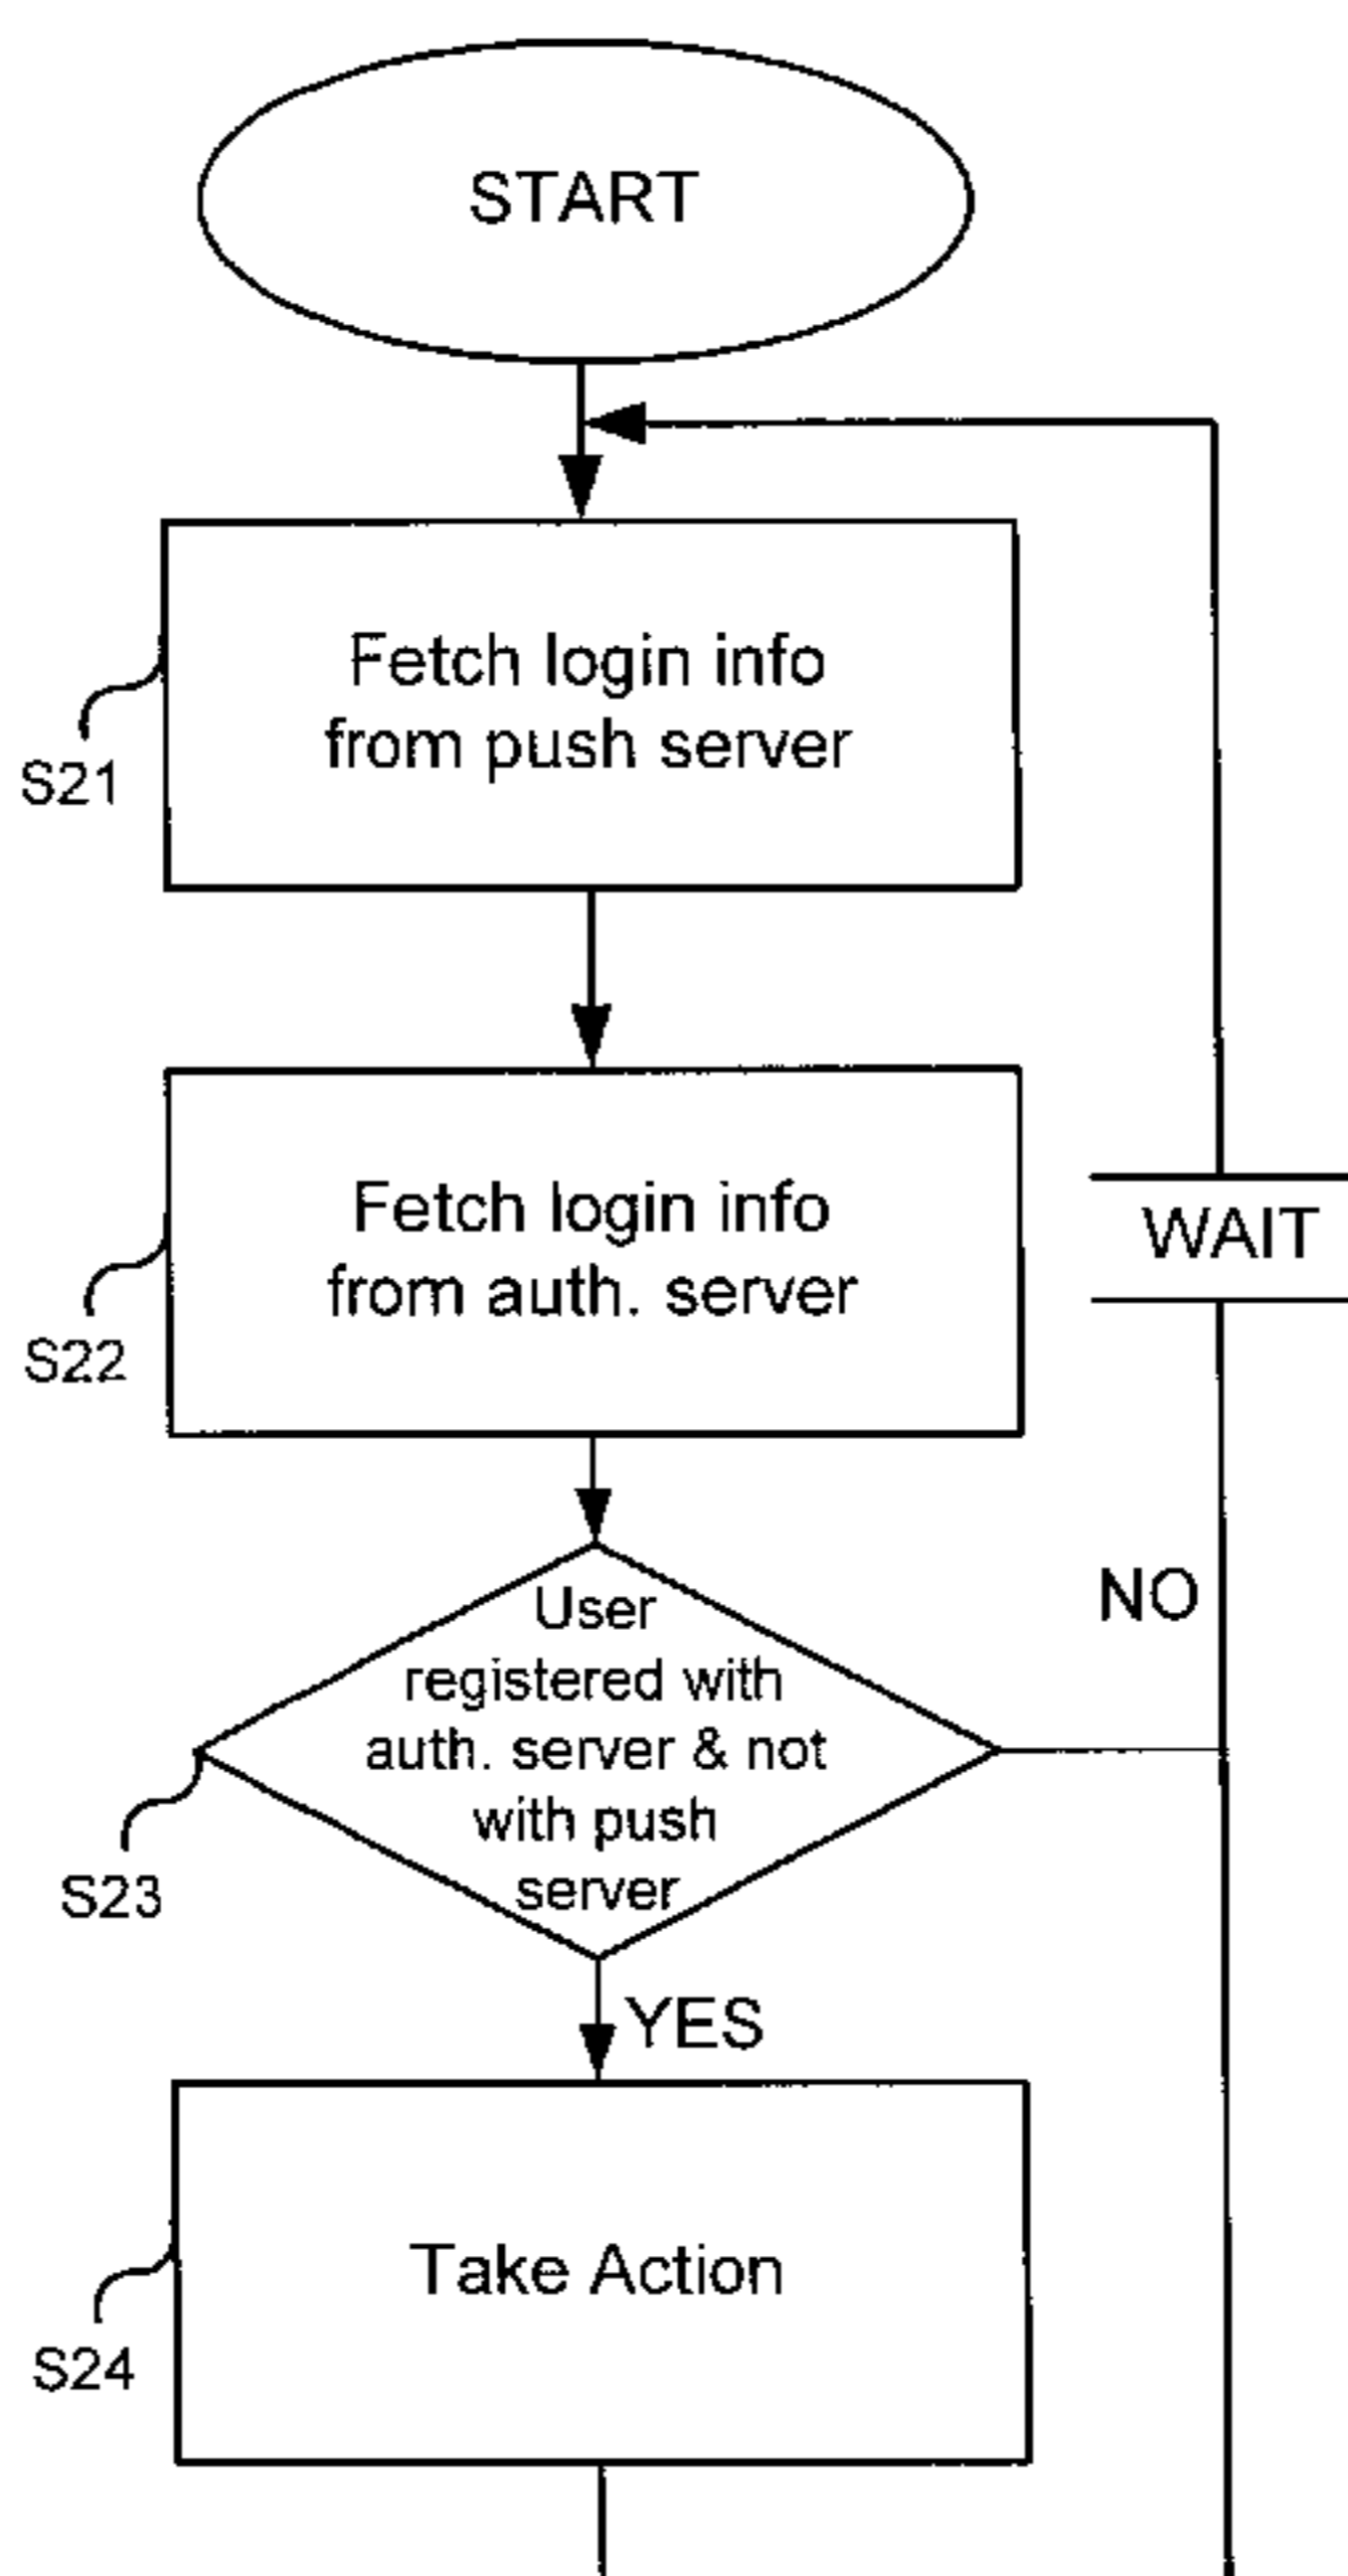 START
Fetch login info
from push server
S21
Fetch login info
from auth. server
S22
WAIT
NO
User
registered with
auth. server & not
with push
server
S23
YES
Take Action
S24